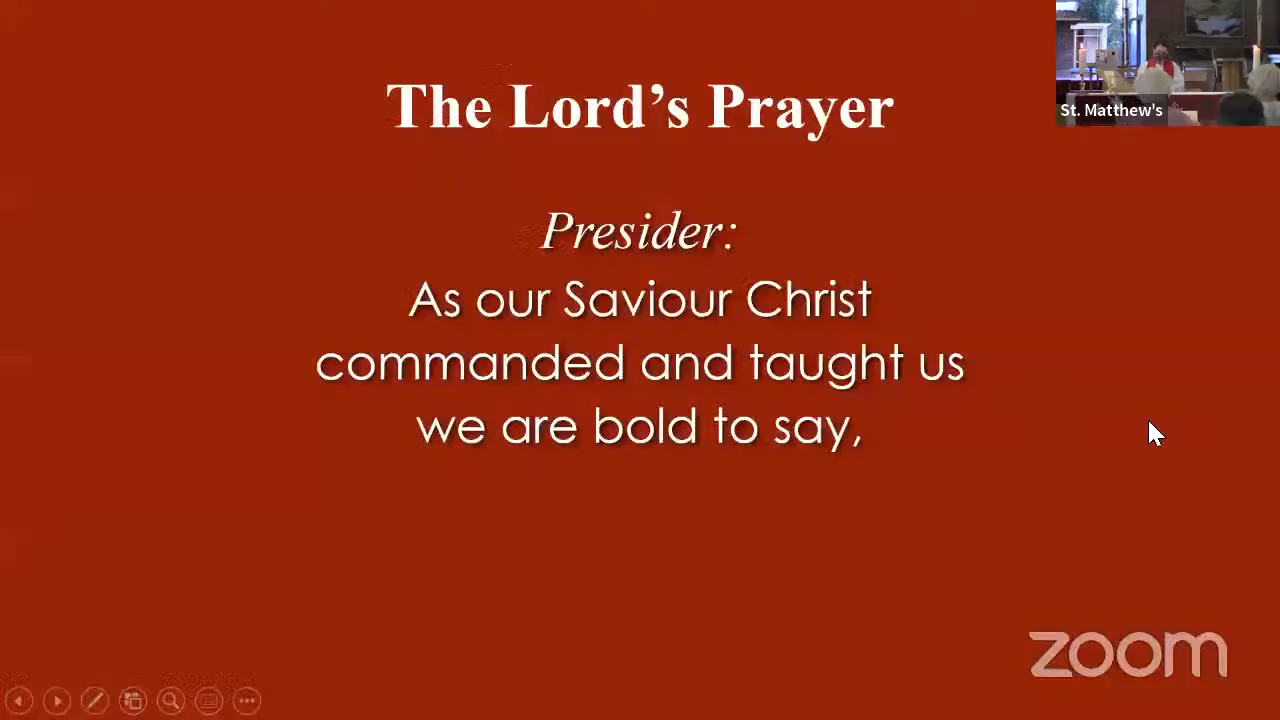 The Lord's Prayer
St. Matthew's
Presider:
As our Saviour Christ
commanded and taught us
we are bold to say,
zoom